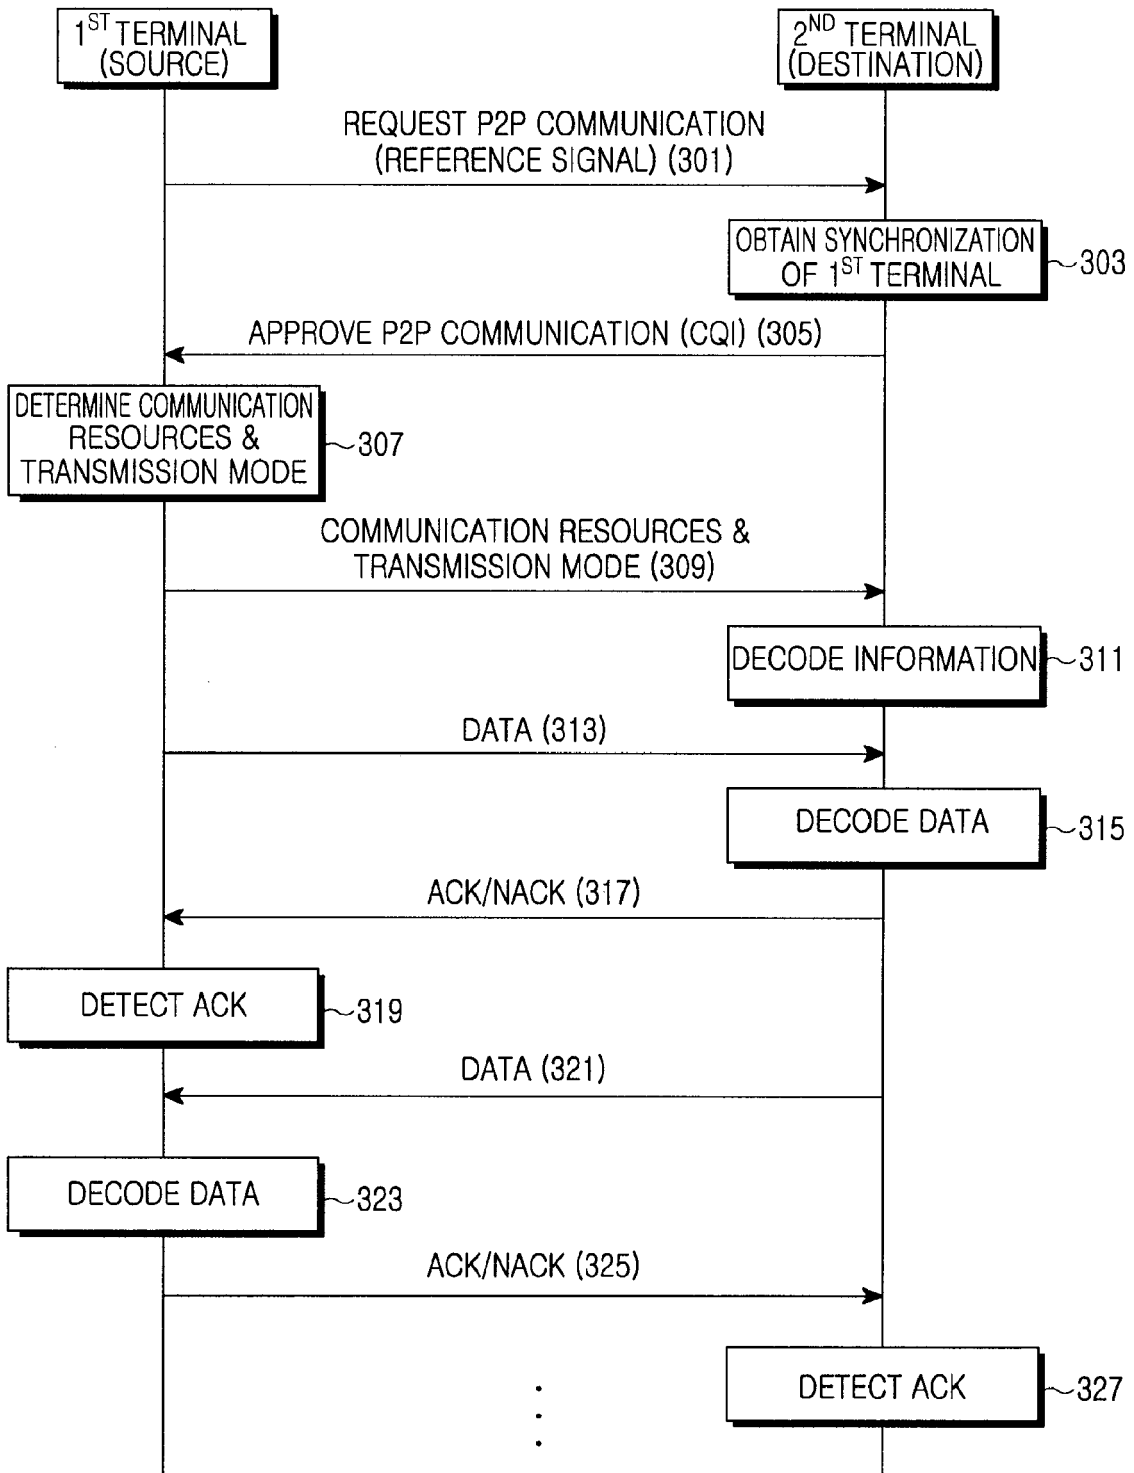 1ST TERMINAL
(SOURCE)
2ND TERMINAL
(DESTINATION)
REQUEST P2P COMMUNICATION
(REFERENCE SIGNAL) (301)
OBTAIN SYNCHRONIZATION
OF 1ST TERMINAL
303
APPROVE P2P COMMUNICATION (CQI) (305)
DETERMINE COMMUNICATION
RESOURCES &
TRANSMISSION MODE
307
COMMUNICATION RESOURCES &
TRANSMISSION MODE (309)
DECODE INFORMATION
311
DATA (313)
DECODE DATA
315
ACK/NACK (317)
DETECT ACK
319
DATA (321)
DECODE DATA
323
ACK/NACK (325)
DETECT ACK
327